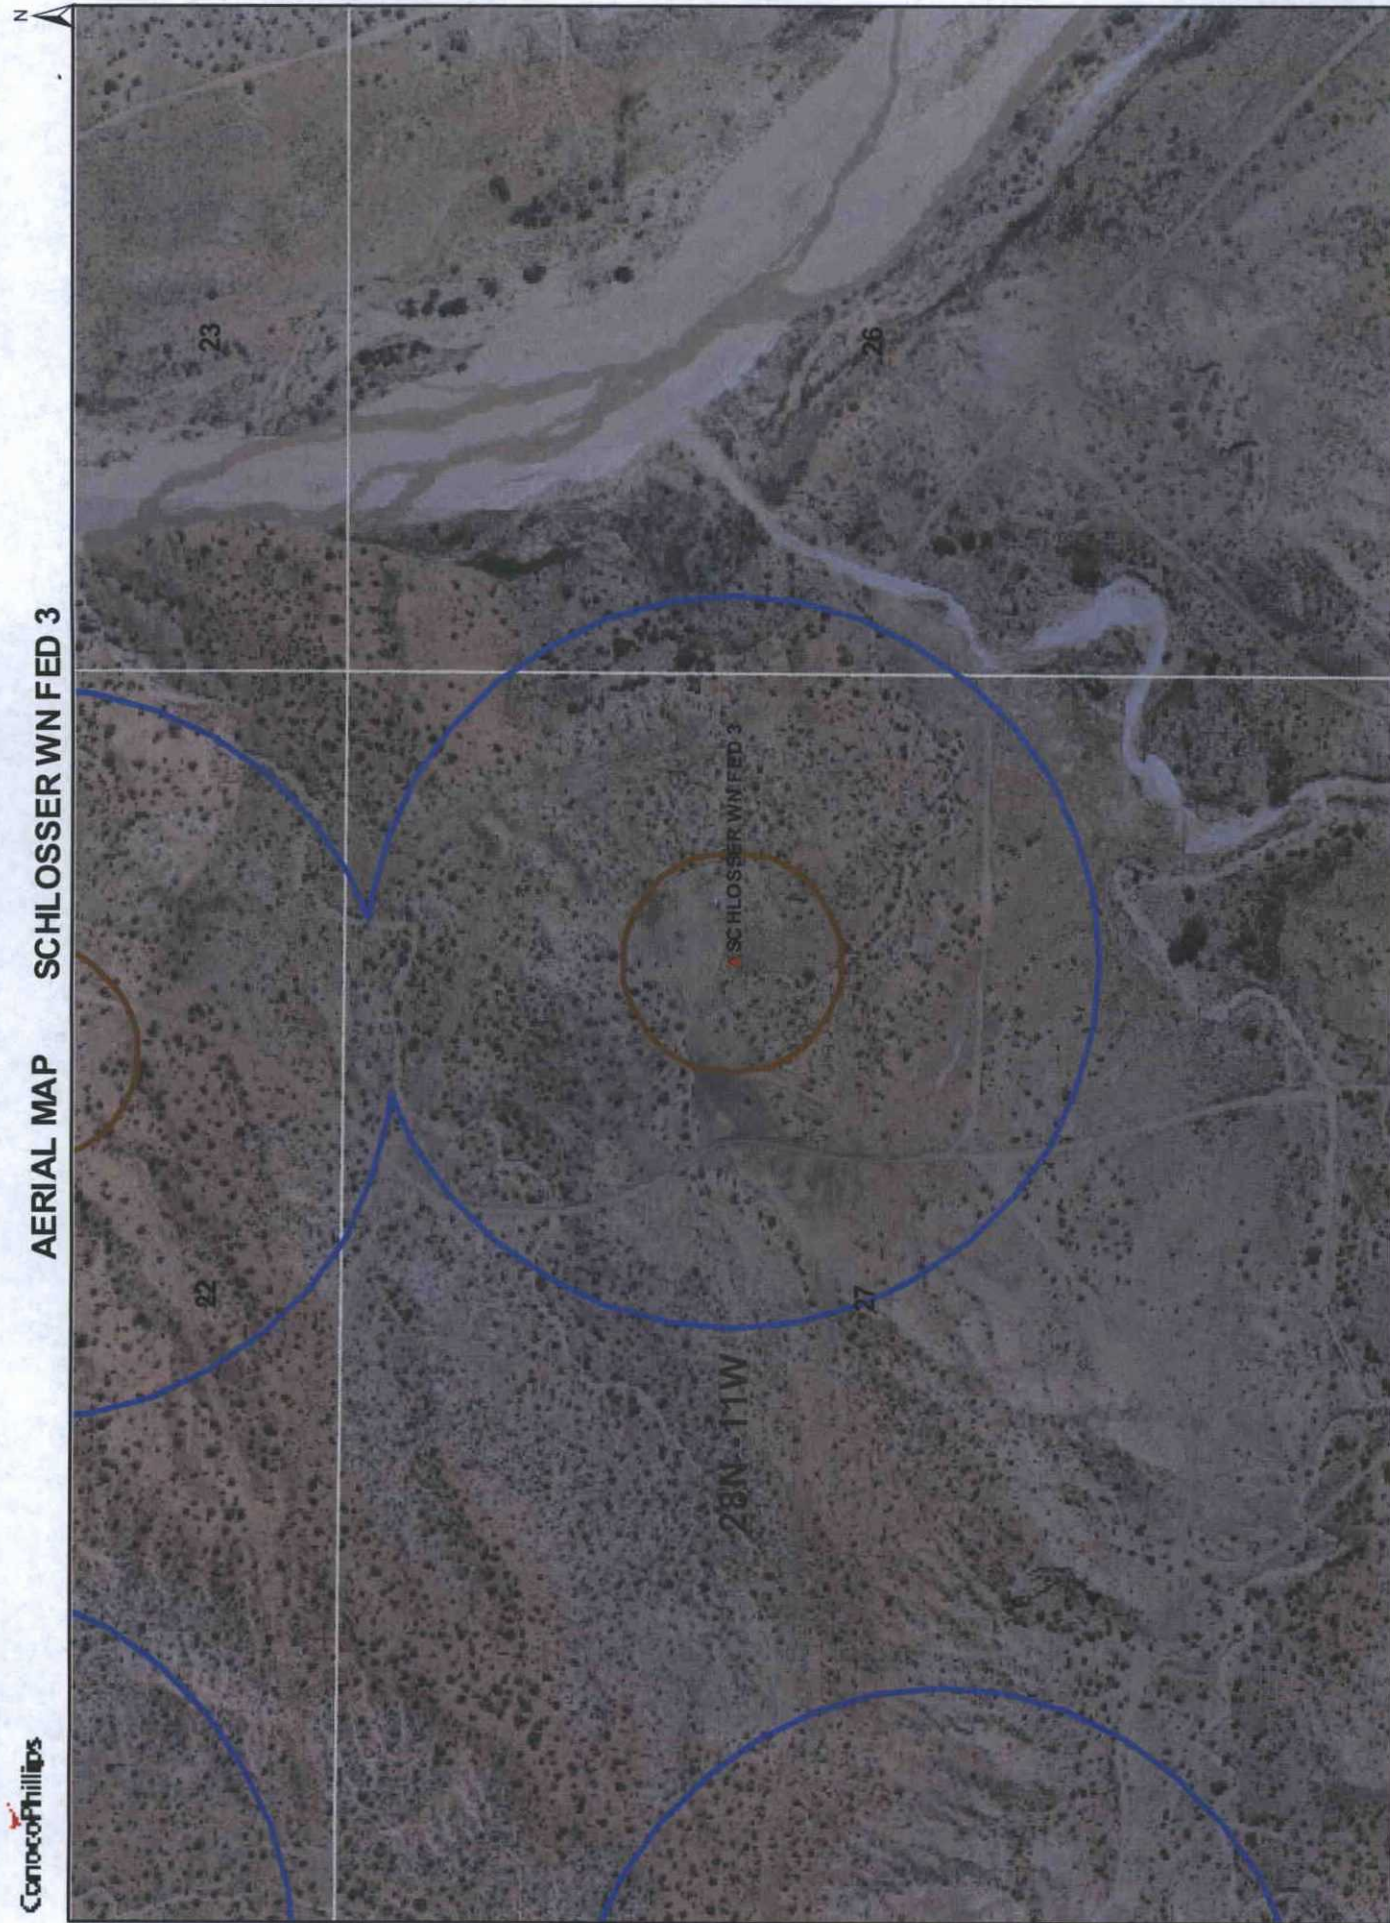 ConocoPhillips
AERIAL MAP SCHLOSSER WN FED 3
N
22
23
28N - 11W
SCHLOSSER WN FED 3
27
26